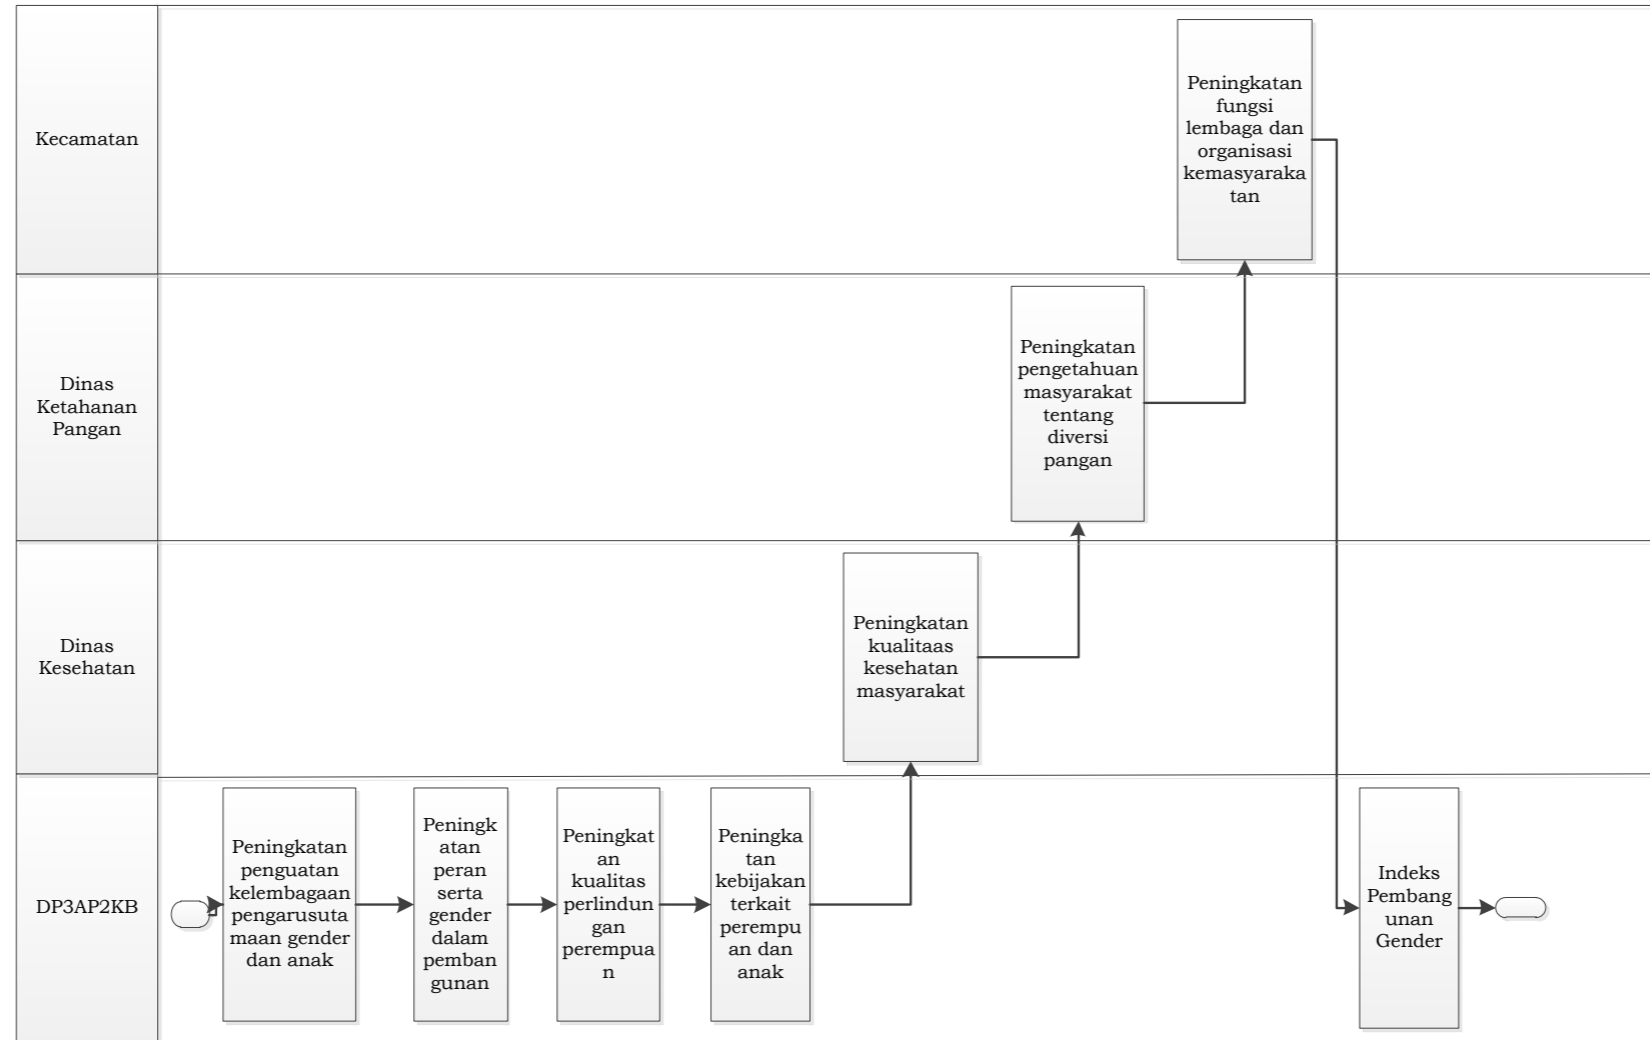 Kecamatan
Peningkatan
fungsi
lembaga dan
organisasi
kemasyaraka
tan
Dinas
Ketahanan
Pangan
Peningkatan
pengetahuan
masyarakat
tentang
diversi
pangan
Dinas
Kesehatan
Peningkatan
kualitaas
kesehatan
masyarakat
DP3AP2KB
Peningkatan
penguatan
kelembagaan
pengarusuta
maan gender
dan anak
Peningk
atan
peran
serta
gender
dalam
pemban
gunan
Peningkat
an
kualitas
perlindun
gan
perempua
n
Peningka
tan
kebijakan
terkait
perempu
an dan
anak
Indeks
Pembang
unan
Gender